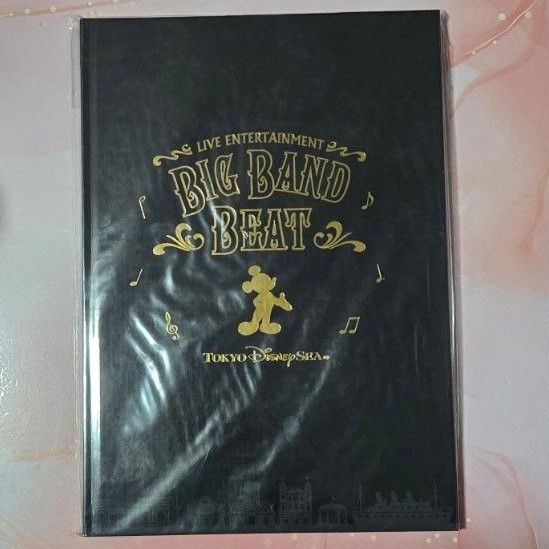 LIVE ENTERTAINMENT
BIG BAND
BEAT
TOKYO DISNEYSEA